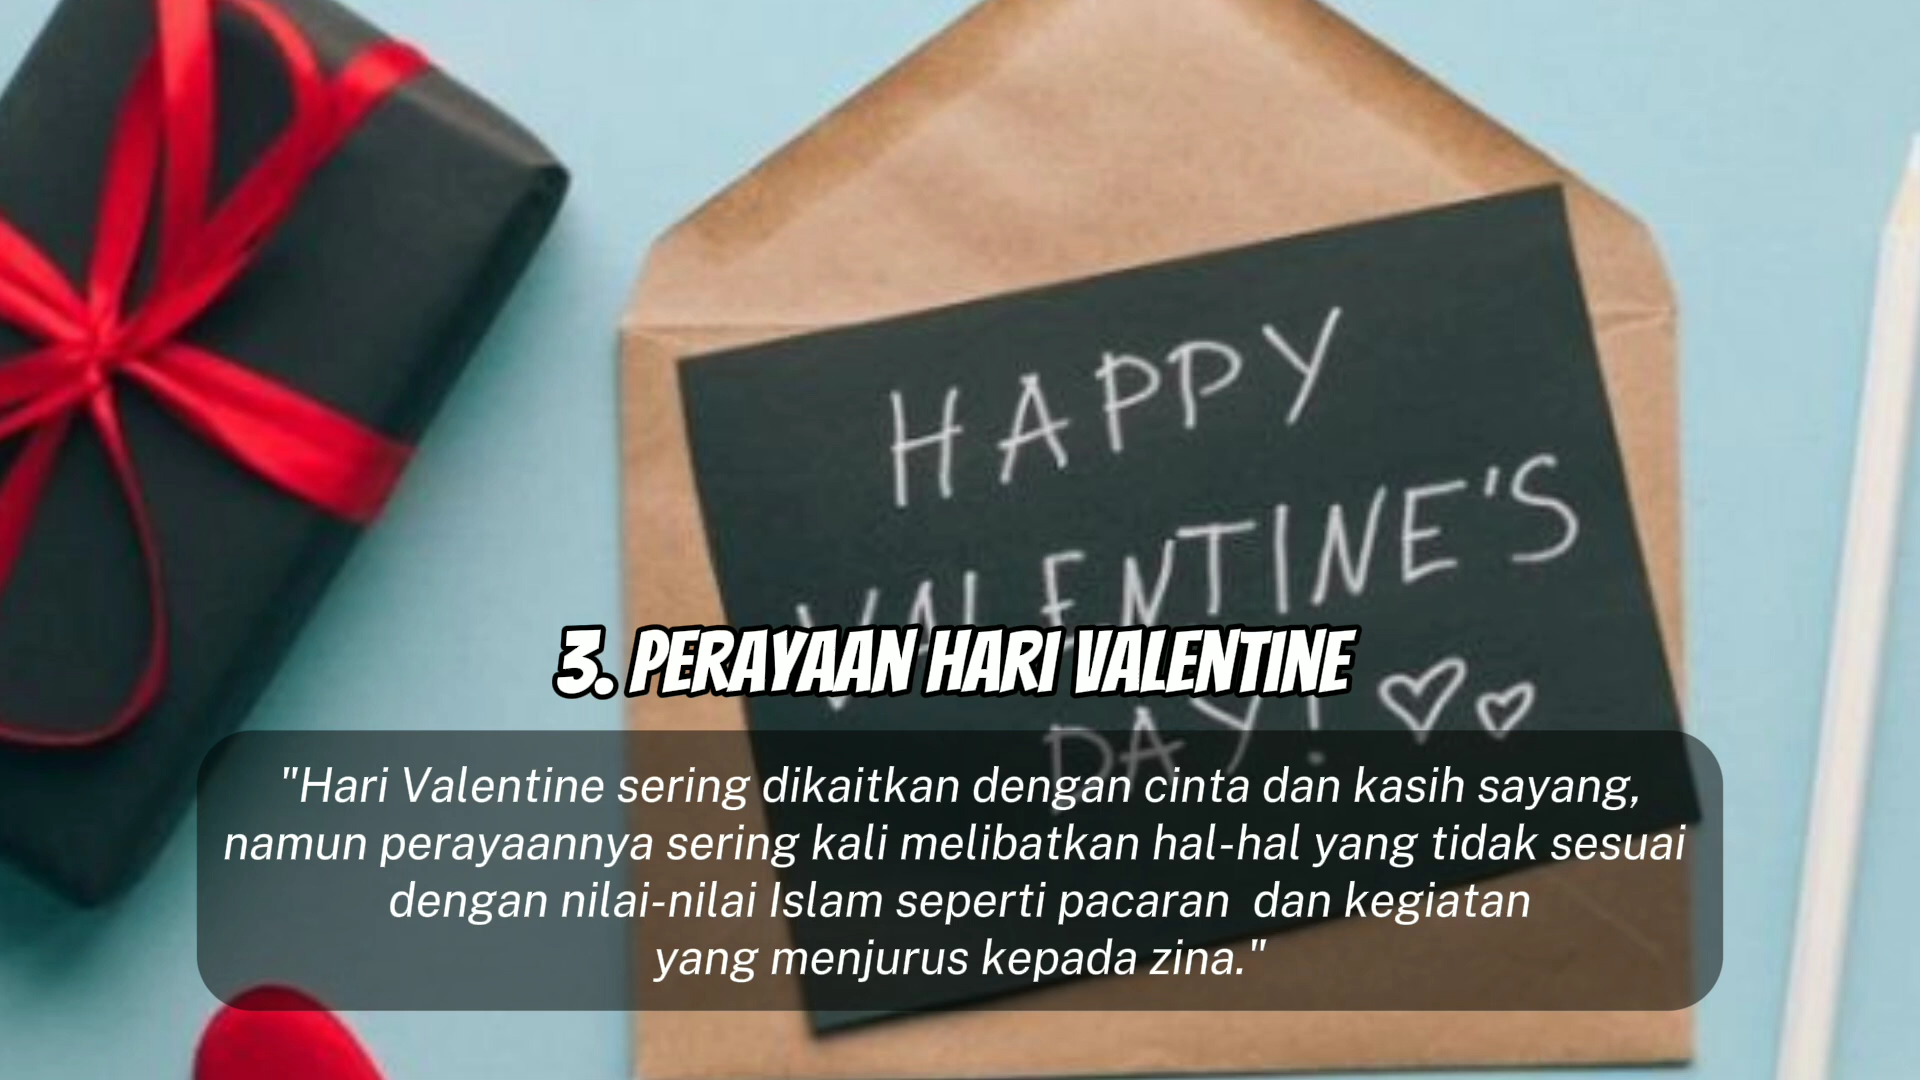 HAPPY
VALENTINE'S
DAY!
3. PERAYAAN HARI VALENTINE
"Hari Valentine sering dikaitkan dengan cinta dan kasih sayang,
namun perayaannya sering kali melibatkan hal-hal yang tidak sesuai
dengan nilai-nilai Islam seperti pacaran dan kegiatan
yang menjurus kepada zina."